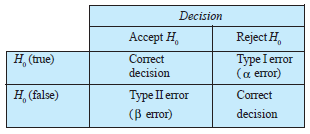 Decision
Accept H₀ Reject H₀
H₀ (true) Correct decision Type I error (α error)
H₀ (false) Type II error (β error) Correct decision